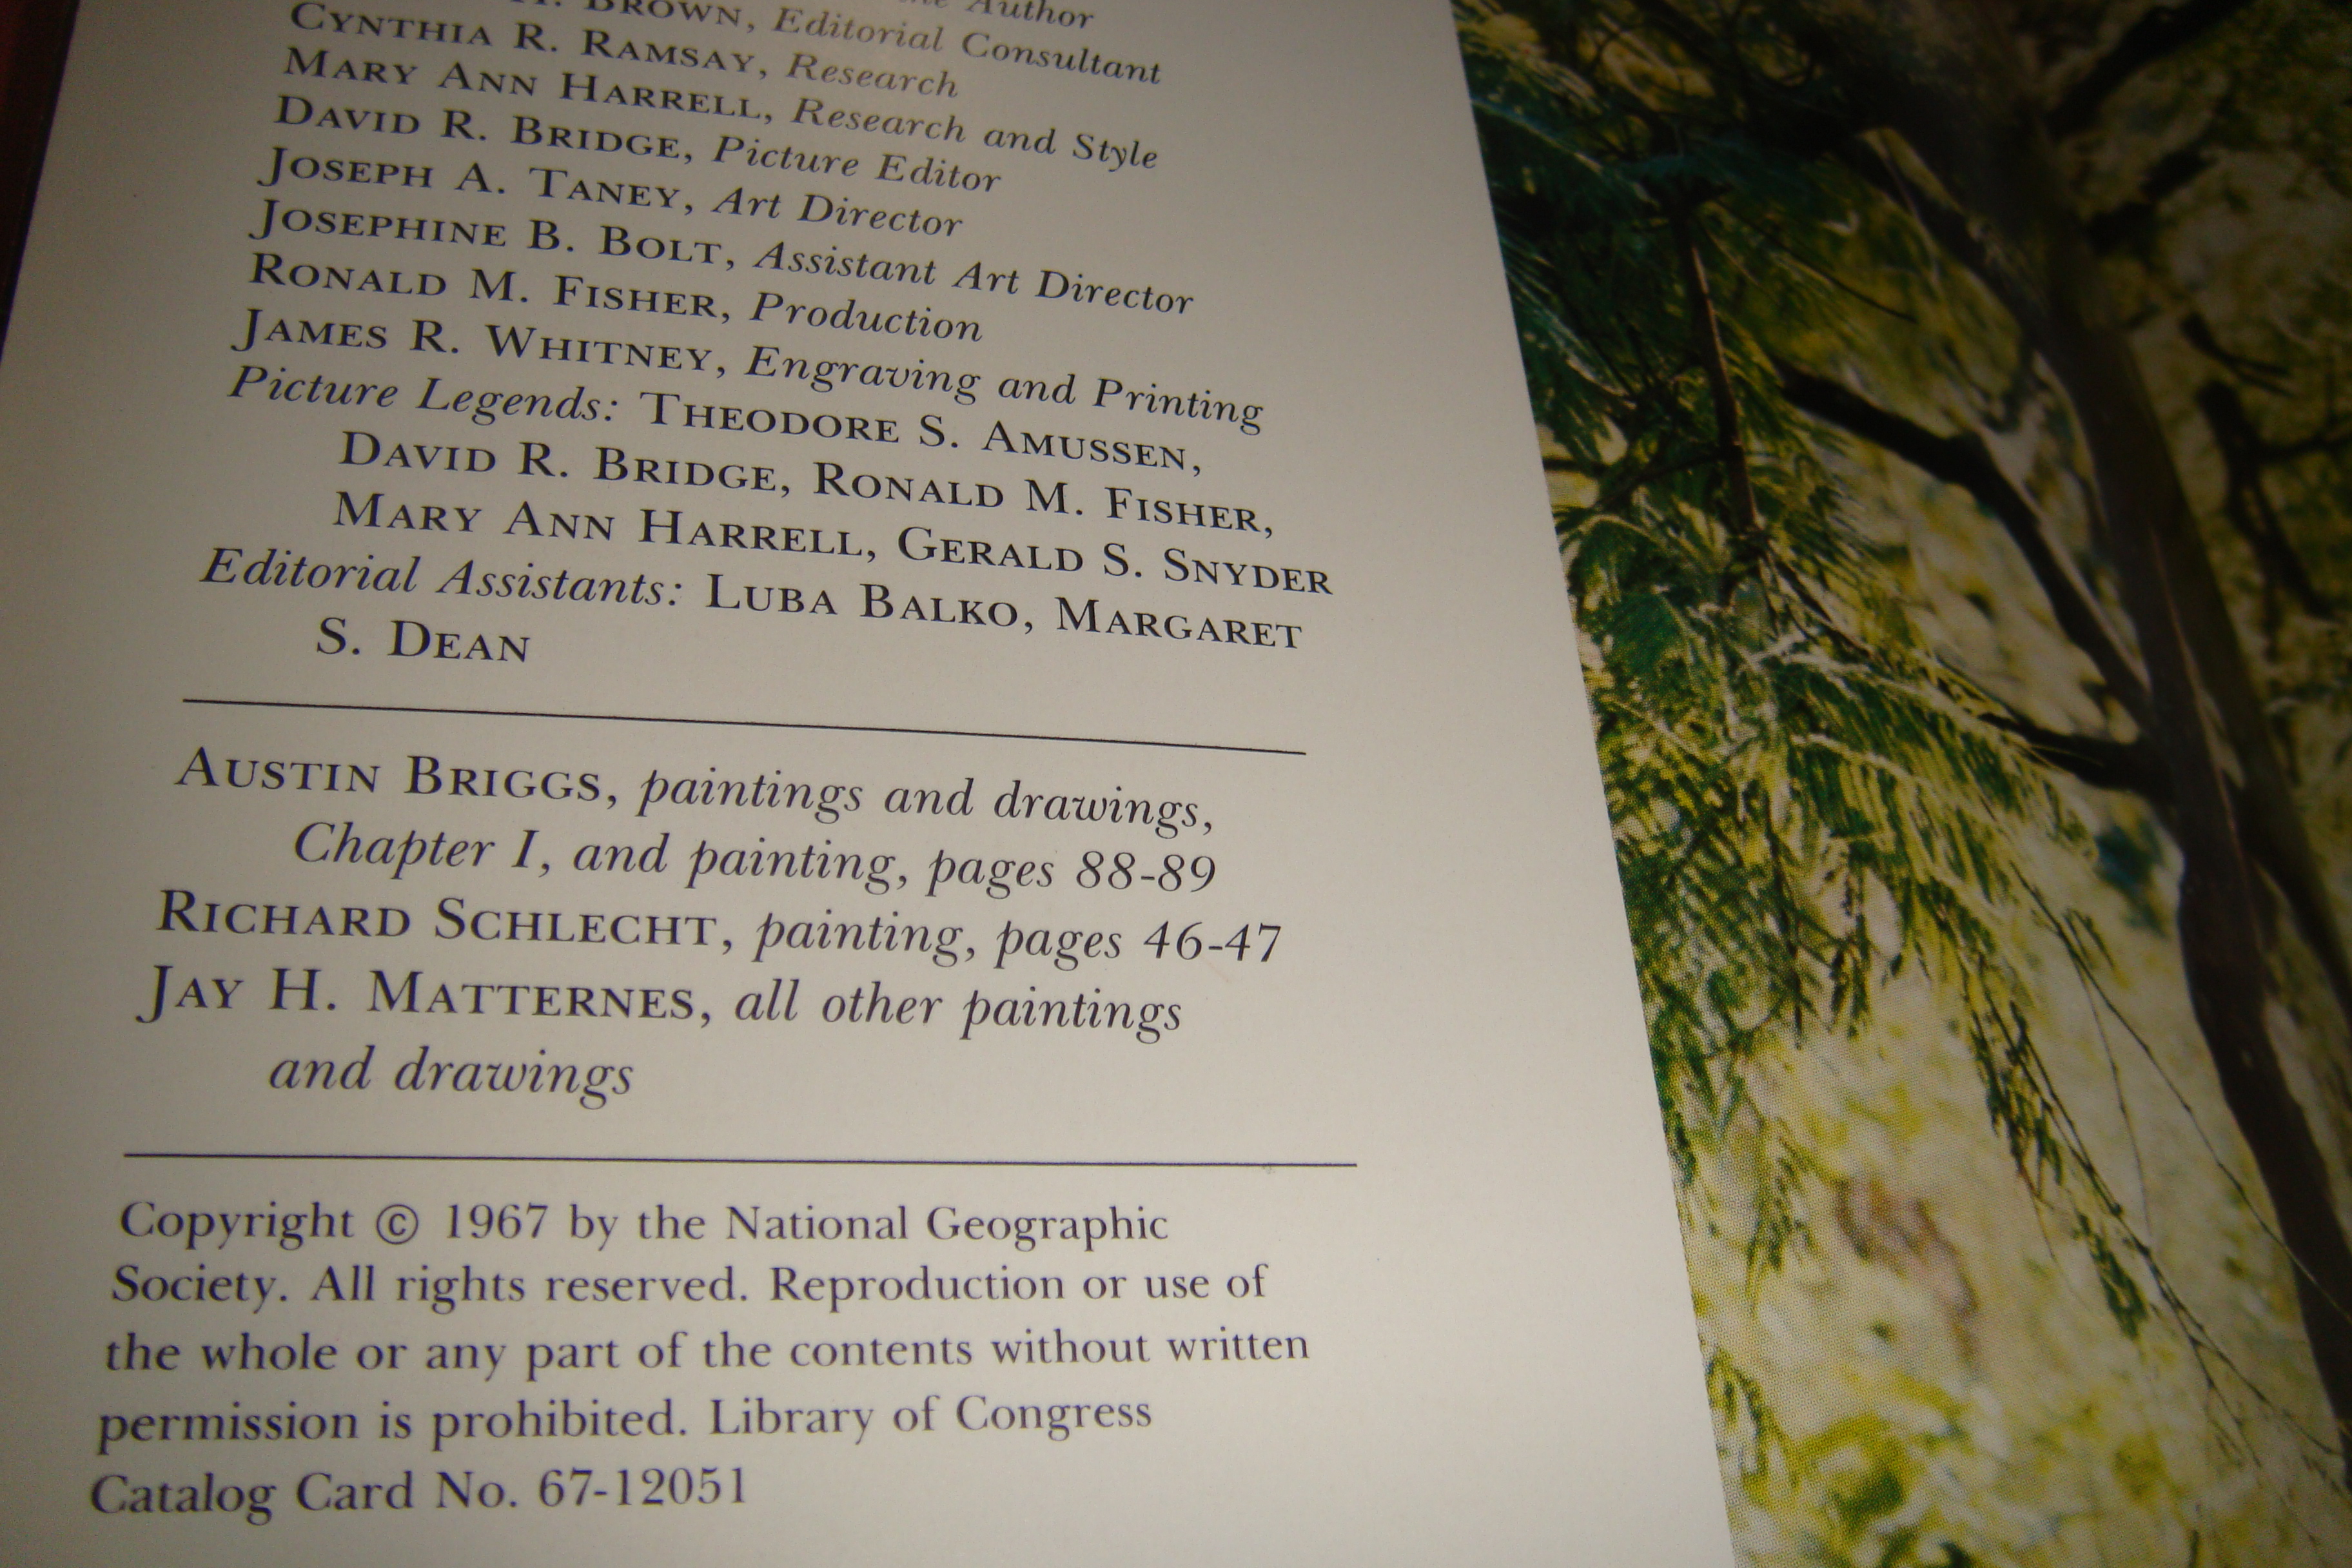 Author
BROWN, Editorial Consultant
CYNTHIA R. RAMSAY, Research
MARY ANN HARRELL, Research and Style
DAVID R. BRIDGE, Picture Editor
JOSEPH A. TANEY, Art Director
JOSEPHINE B. BOLT, Assistant Art Director
RONALD M. FISHER, Production
JAMES R. WHITNEY, Engraving and Printing
Picture Legends: THEODORE S. AMUSSEN,
DAVID R. BRIDGE, RONALD M. FISHER,
MARY ANN HARRELL, GERALD S. SNYDER
Editorial Assistants: LUBA BALKO, MARGARET
S. DEAN
AUSTIN BRIGGS, paintings and drawings,
Chapter I, and painting, pages 88-89
RICHARD SCHLECHT, painting, pages 46-47
JAY H. MATTERNES, all other paintings
and drawings
Copyright © 1967 by the National Geographic
Society. All rights reserved. Reproduction or use of
the whole or any part of the contents without written
permission is prohibited. Library of Congress
Catalog Card No. 67-12051